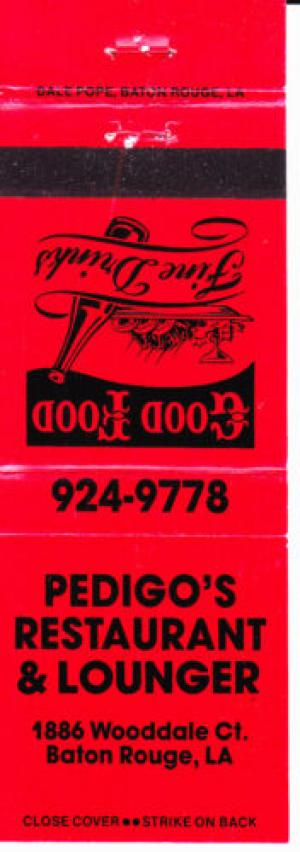 DALE POPE, BATON ROUGE, LA
Fine Drinks
GOOD FOOD
924-9778
PEDIGO'S
RESTAURANT
& LOUNGER
1886 Wooddale Ct.
Baton Rouge, LA
CLOSE COVER●●STRIKE ON BACK